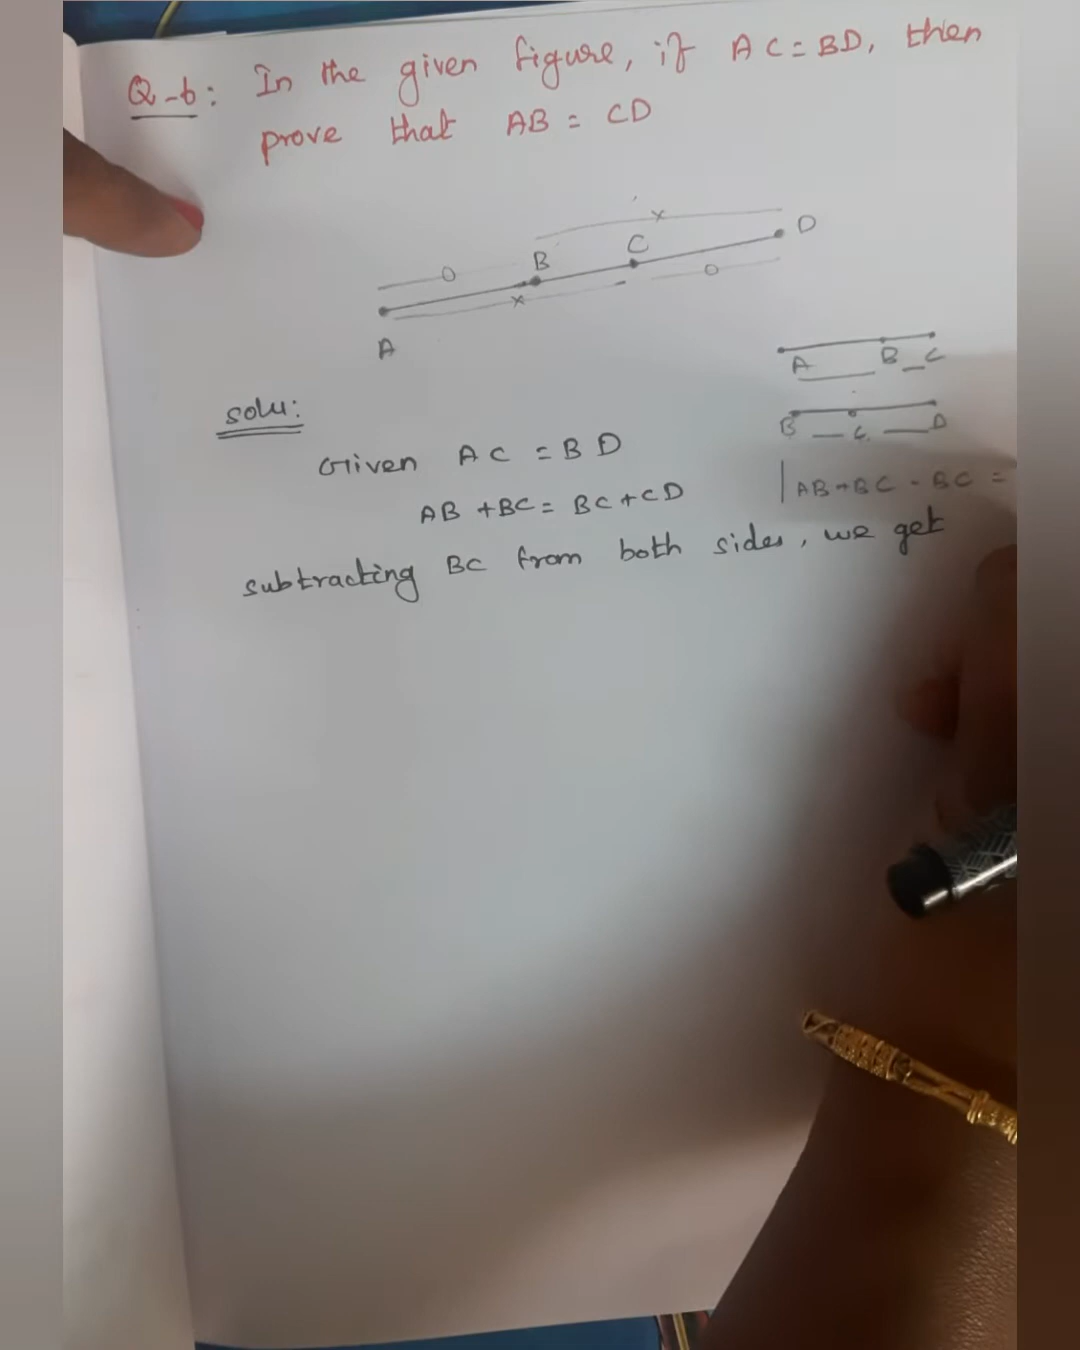 Q-6: In the given figure, if AC = BD, then
prove that AB = CD
x
D
C
B
o
o
x
A
A B C
B C D
solu:
Given AC = BD
AB + BC = BC + CD
AB + BC - BC =
subtracting BC from both sides, we get